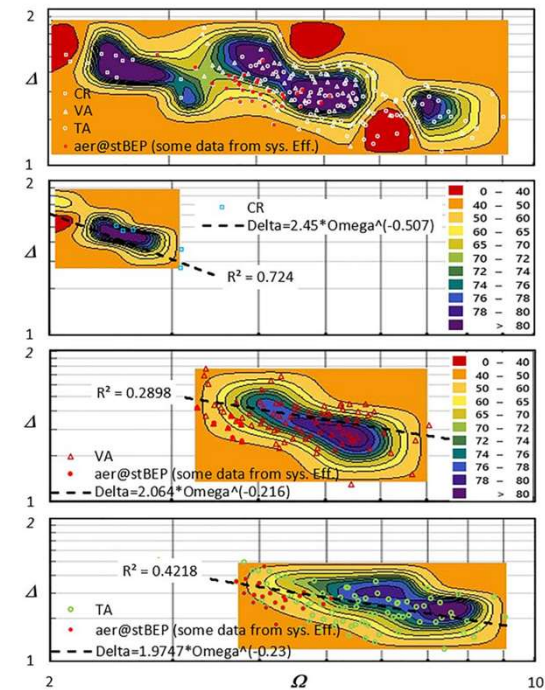 2
Δ
CR
VA
TA
aer@stBEP (some data from sys. Eff.)
1
2
CR
Delta=2.45*Omega^(-0.507)
Δ
R² = 0.724
1
0 – 40
40 – 50
50 – 60
60 – 65
65 – 70
70 – 72
72 – 74
74 – 76
76 – 78
78 – 80
> 80
2
R² = 0.2898
Δ
VA
aer@stBEP (some data from sys. Eff.)
Delta=2.064*Omega^(-0.216)
1
0 – 40
40 – 50
50 – 60
60 – 65
65 – 70
70 – 72
72 – 74
74 – 76
76 – 78
78 – 80
> 80
2
R² = 0.4218
Δ
TA
aer@stBEP (some data from sys. Eff.)
Delta=1.9747*Omega^(-0.23)
1
2
Ω
10